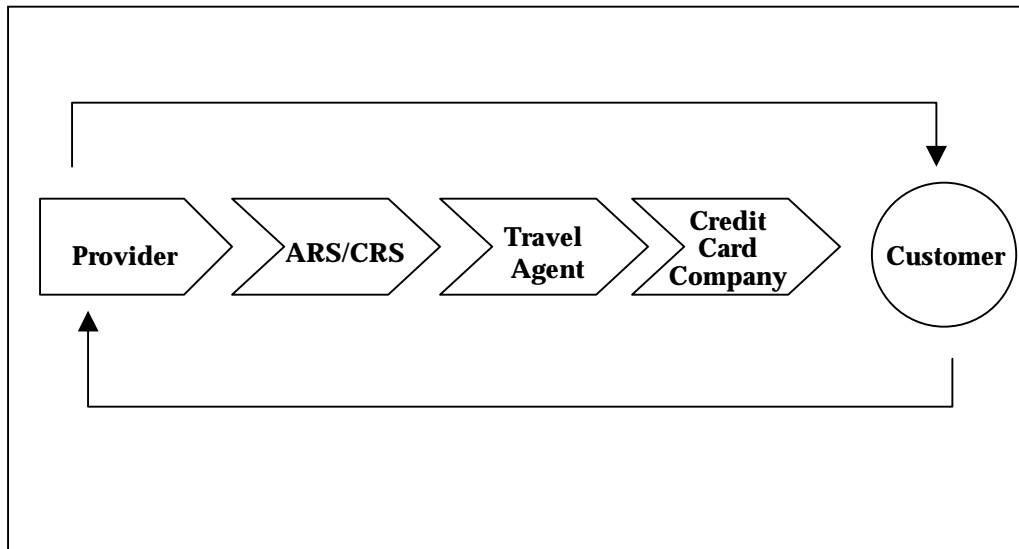 Provider
ARS/CRS
Travel
Agent
Credit
Card
Company
Customer